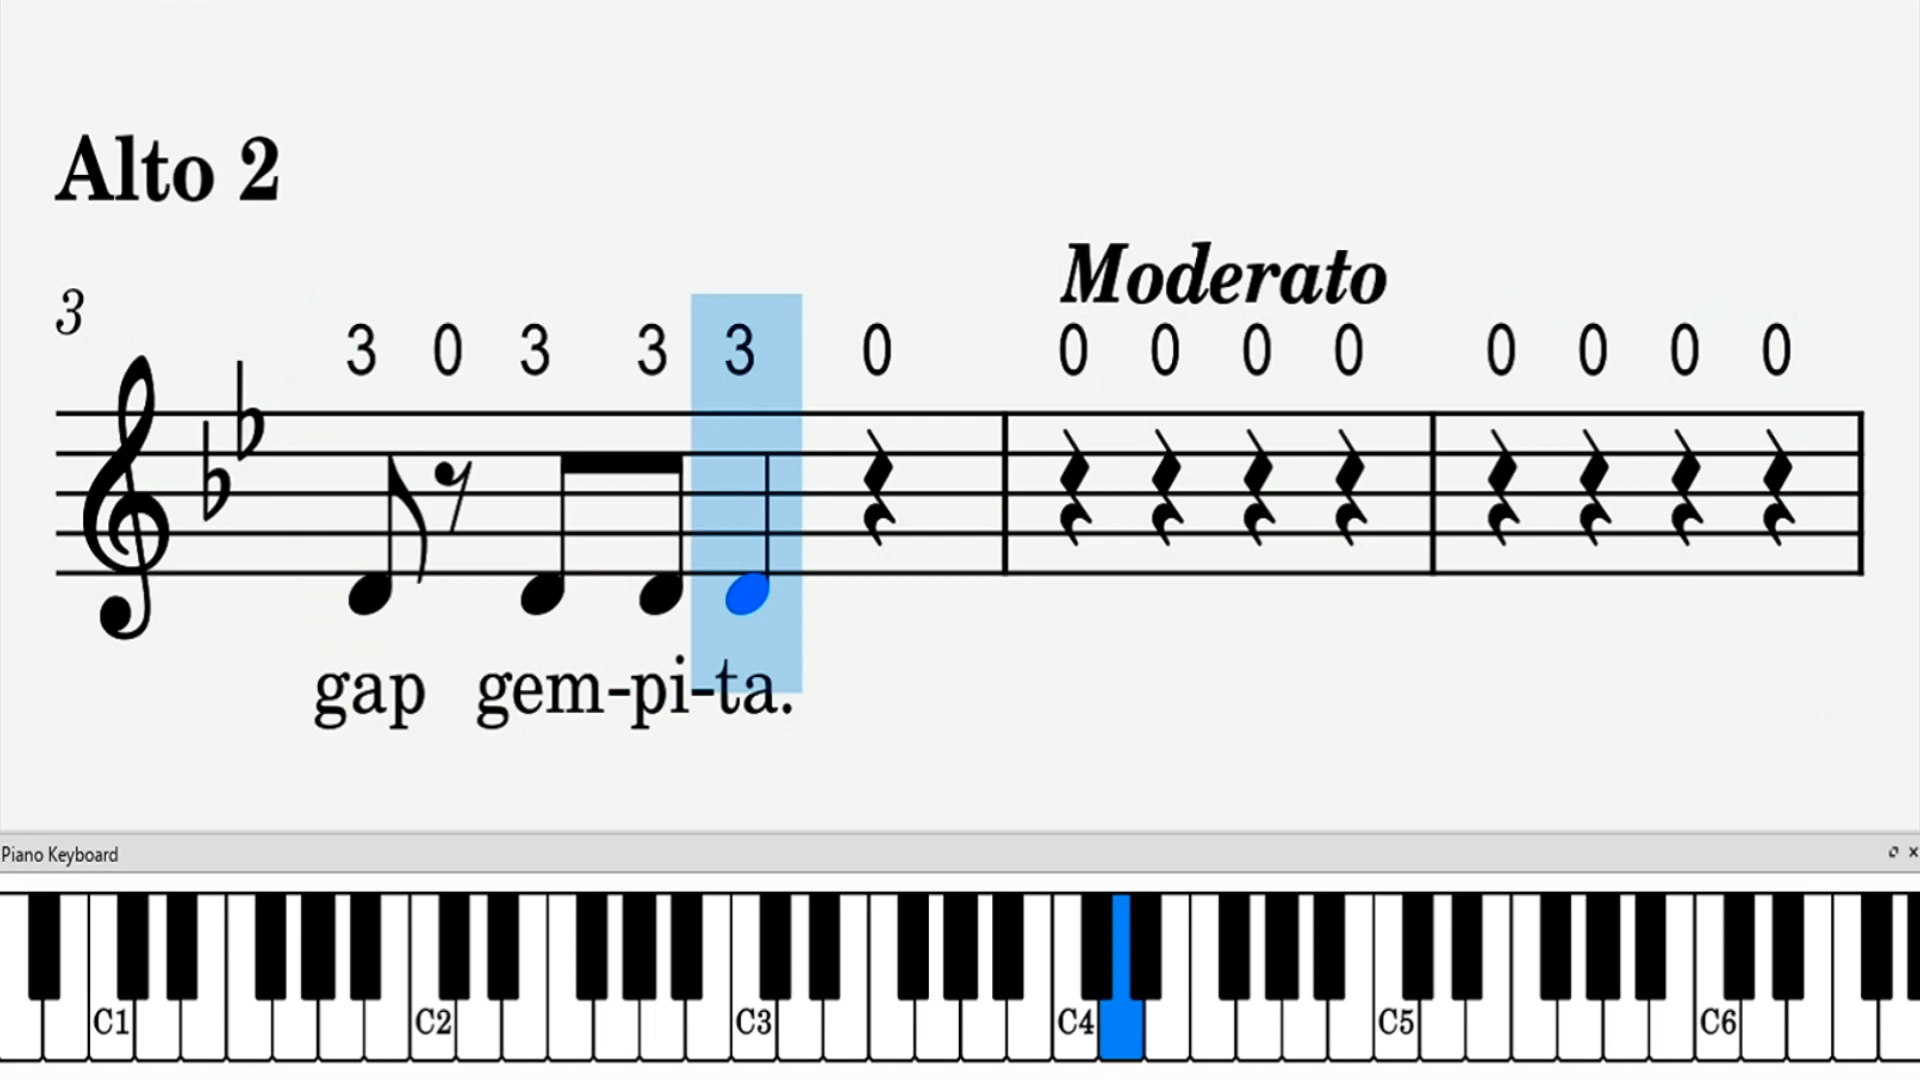 Alto 2
Moderato
3
3 0 3 3 3 0 0 0 0 0 0 0 0 0
gap gem-pi-ta.
Piano Keyboard
C1 C2 C3 C4 C5 C6